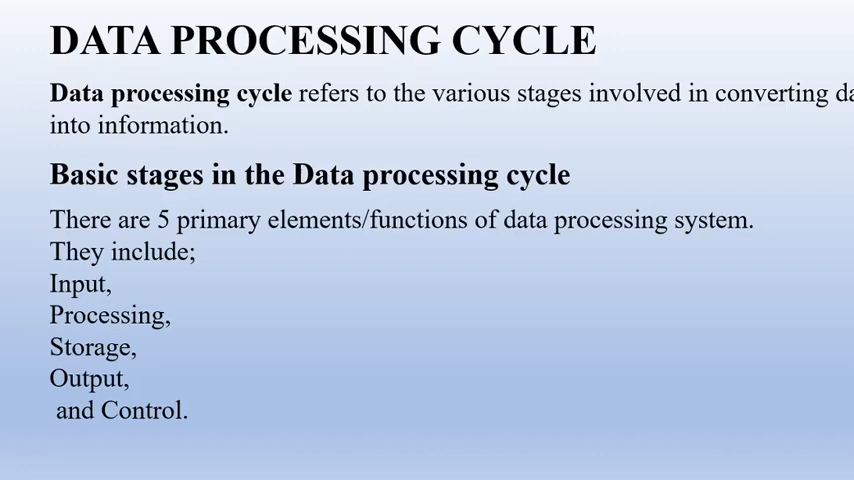 DATA PROCESSING CYCLE
Data processing cycle refers to the various stages involved in converting
into information.
Basic stages in the Data processing cycle
There are 5 primary elements/functions of data processing system.
They include;
Input,
Processing,
Storage,
Output,
and Control.